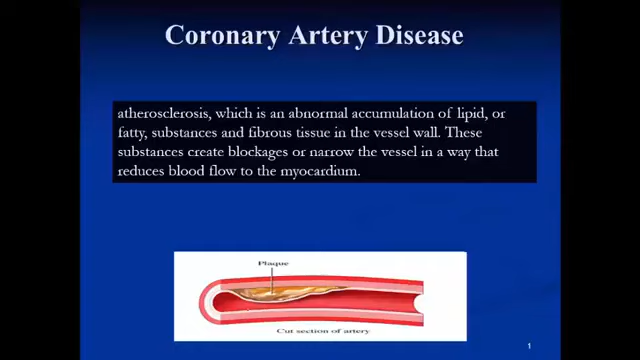 Coronary Artery Disease
atherosclerosis, which is an abnormal accumulation of lipid, or
fatty, substances and fibrous tissue in the vessel wall. These
substances create blockages or narrow the vessel in a way that
reduces blood flow to the myocardium.
Plaque
Cut section of artery
1